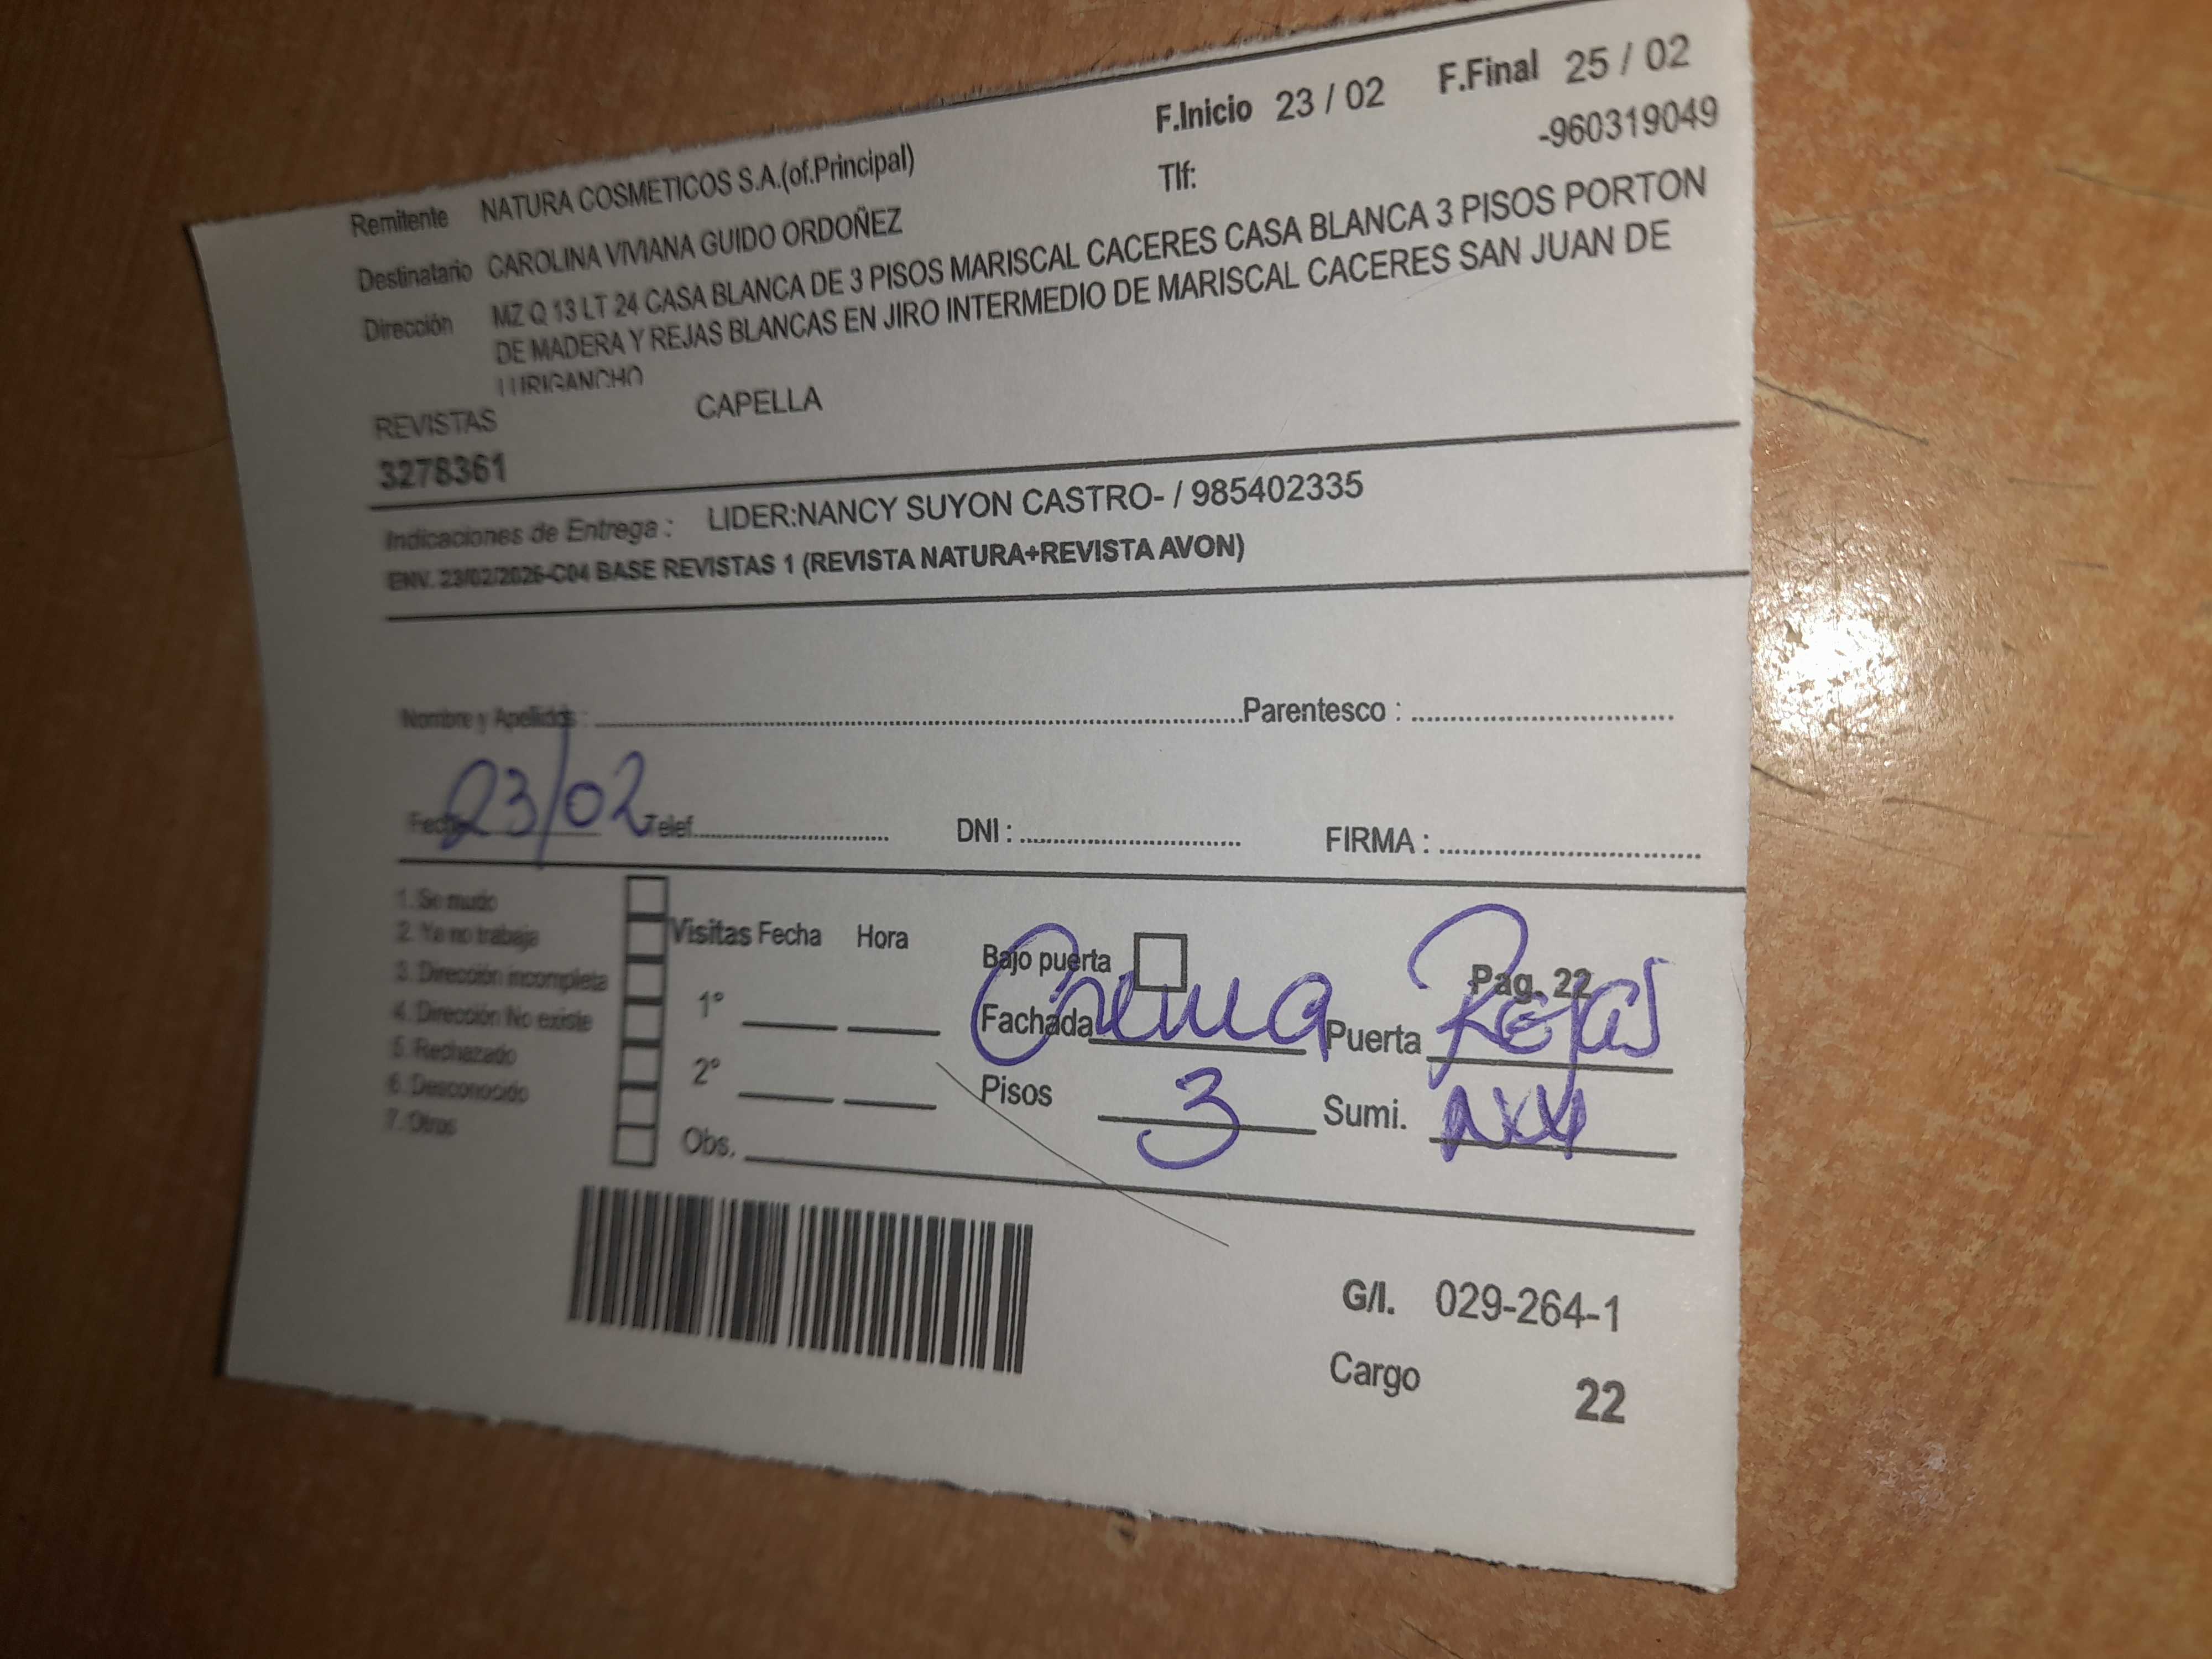 F.Inicio 23 / 02 F.Final 25 / 02
Remitente NATURA COSMETICOS S.A.(of.Principal) Tlf: -960319049
Destinatario CAROLINA VIVIANA GUIDO ORDOÑEZ
Dirección MZ Q 13 LT 24 CASA BLANCA DE 3 PISOS MARISCAL CACERES CASA BLANCA 3 PISOS PORTON
DE MADERA Y REJAS BLANCAS EN JIRO INTERMEDIO DE MARISCAL CACERES SAN JUAN DE
LURIGANCHO
REVISTAS CAPELLA
3278361
Indicaciones de Entrega : LIDER:NANCY SUYON CASTRO- / 985402335
ENV. 23/02/2026-C04 BASE REVISTAS 1 (REVISTA NATURA+REVISTA AVON)
Nombre y Apellidos : Parentesco :
Fecha 23/02 Telef. DNI : FIRMA :
1. Se mudo
2. Ya no trabaja
3. Dirección incompleta
4. Dirección No existe
5. Rechazado
6. Desconocido
7. Otros
Visitas Fecha Hora
1°
2°
Obs.
Bajo puerta Pag. 22
Fachada Crema Puerta Rejas
Pisos 3 Sumi.
G/I. 029-264-1
Cargo 22